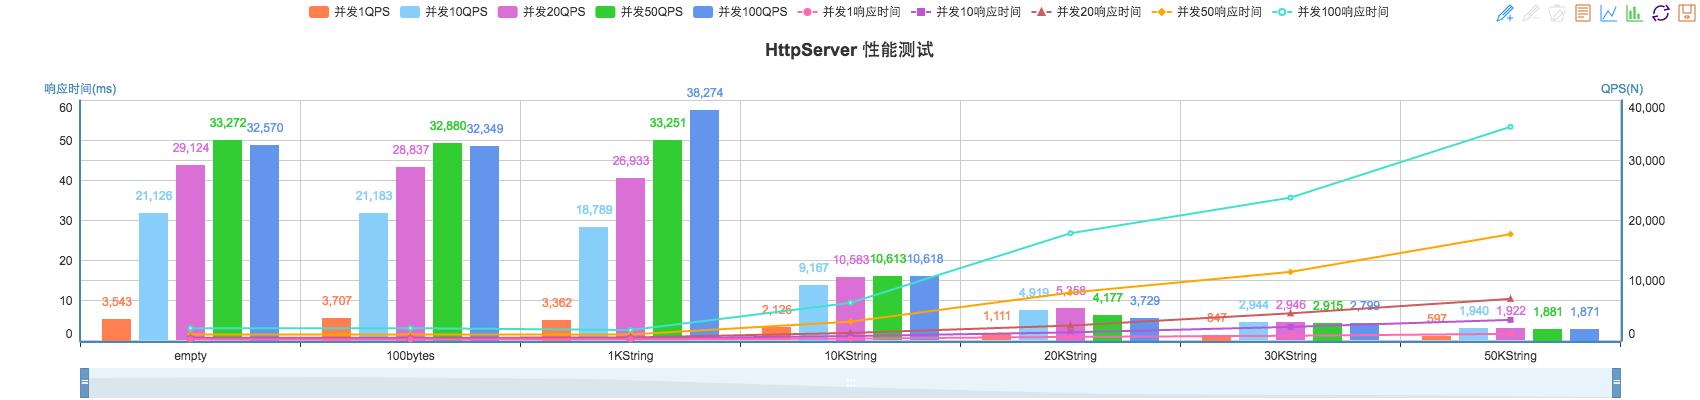 并发1QPS 并发10QPS 并发20QPS 并发50QPS 并发100QPS 并发1响应时间 并发10响应时间 并发20响应时间 并发50响应时间 并发100响应时间
HttpServer 性能测试
响应时间(ms) QPS(N)
60 50 40 30 20 10 0
3,543 21,126 29,124 33,272 32,570
3,707 21,183 28,837 32,880 32,349
3,362 18,789 26,933 33,251 38,274
2,126 9,167 10,583 10,613 10,618
1,111 4,919 5,358 4,177 3,729
847 2,944 2,946 2,915 2,799
597 1,940 1,922 1,881 1,871
40,000 30,000 20,000 10,000 0
empty 100bytes 1KString 10KString 20KString 30KString 50KString